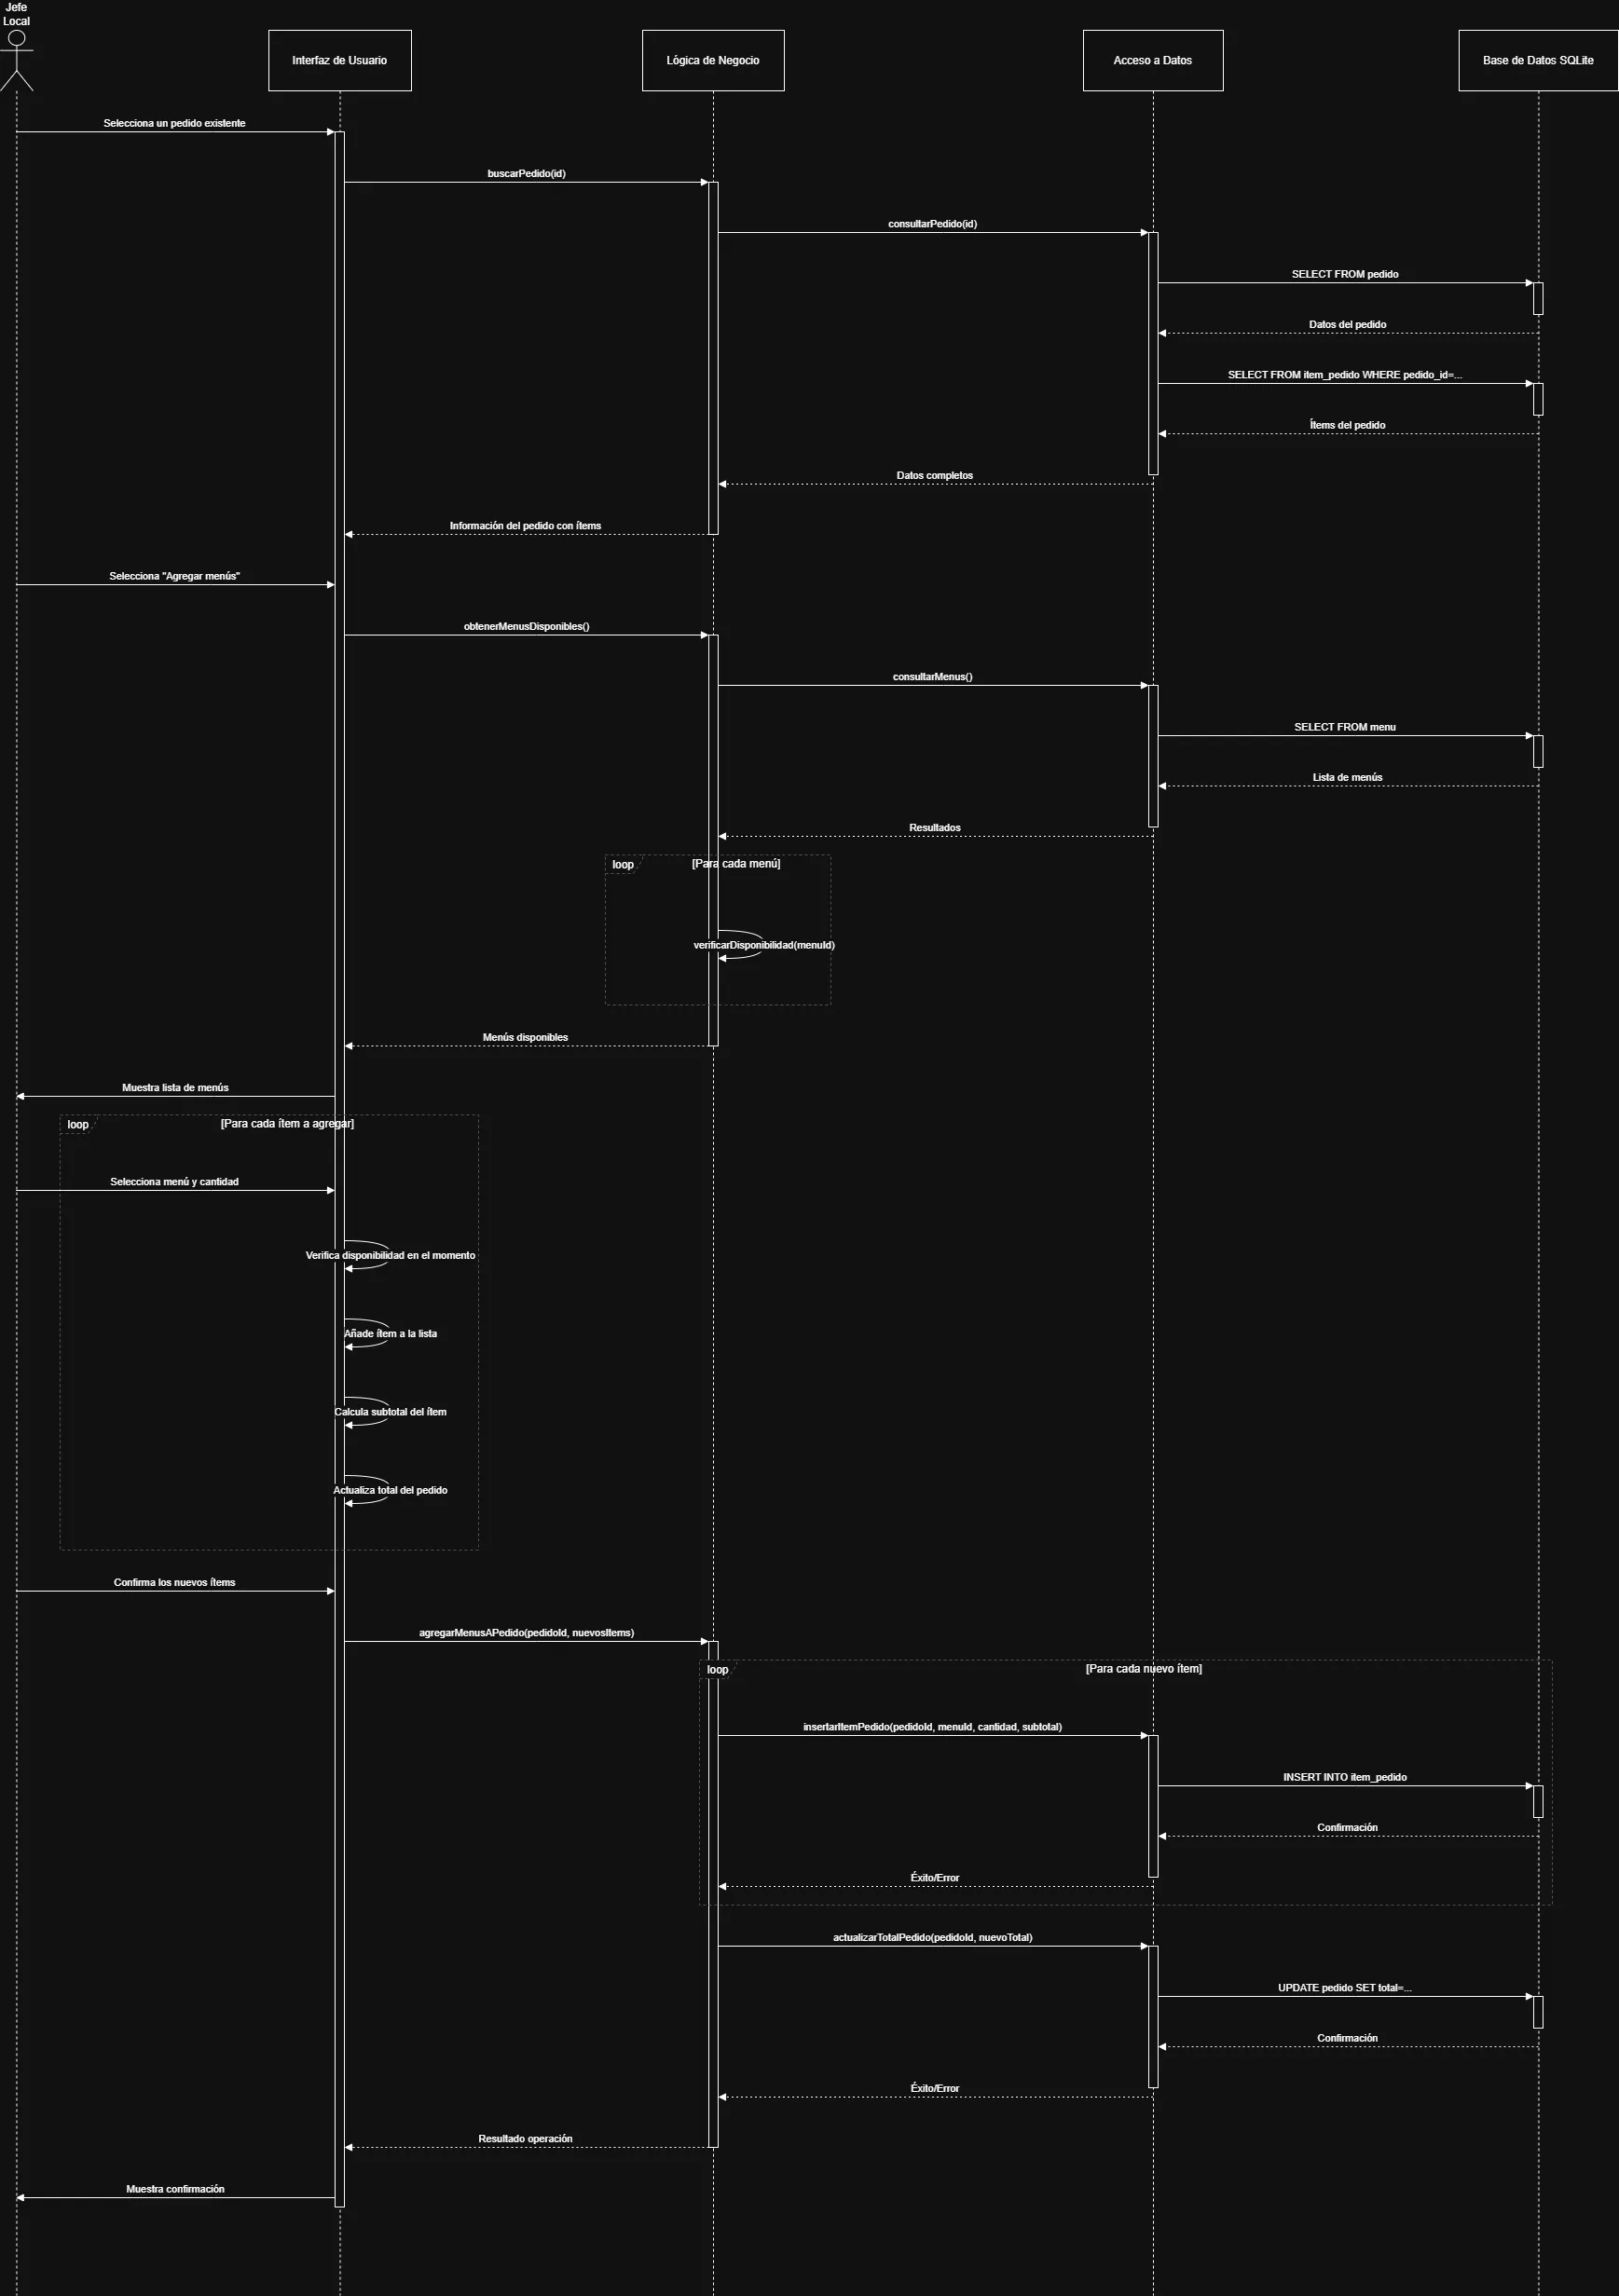 Jefe
Local
Interfaz de Usuario
Lógica de Negocio
Acceso a Datos
Base de Datos SQLite
Selecciona un pedido existente
buscarPedido(id)
consultarPedido(id)
SELECT FROM pedido
Datos del pedido
SELECT FROM item_pedido WHERE pedido_id=...
Ítems del pedido
Datos completos
Información del pedido con ítems
Selecciona "Agregar menús"
obtenerMenusDisponibles()
consultarMenus()
SELECT FROM menu
Lista de menús
Resultados
loop
[Para cada menú]
verificarDisponibilidad(menuId)
Menús disponibles
Muestra lista de menús
loop
[Para cada ítem a agregar]
Selecciona menú y cantidad
Verifica disponibilidad en el momento
Añade ítem a la lista
Calcula subtotal del ítem
Actualiza total del pedido
Confirma los nuevos ítems
agregarMenusAPedido(pedidoId, nuevosItems)
loop
[Para cada nuevo ítem]
insertarItemPedido(pedidoId, menuId, cantidad, subtotal)
INSERT INTO item_pedido
Confirmación
Éxito/Error
actualizarTotalPedido(pedidoId, nuevoTotal)
UPDATE pedido SET total=...
Confirmación
Éxito/Error
Resultado operación
Muestra confirmación